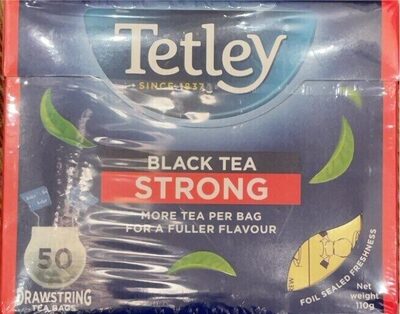 Tetley
SINCE 1837
BLACK TEA
STRONG
MORE TEA PER BAG
FOR A FULLER FLAVOUR
50
DRAWSTRING
TEA BAGS
FOIL SEALED FRESHNESS
Net
weight
110g